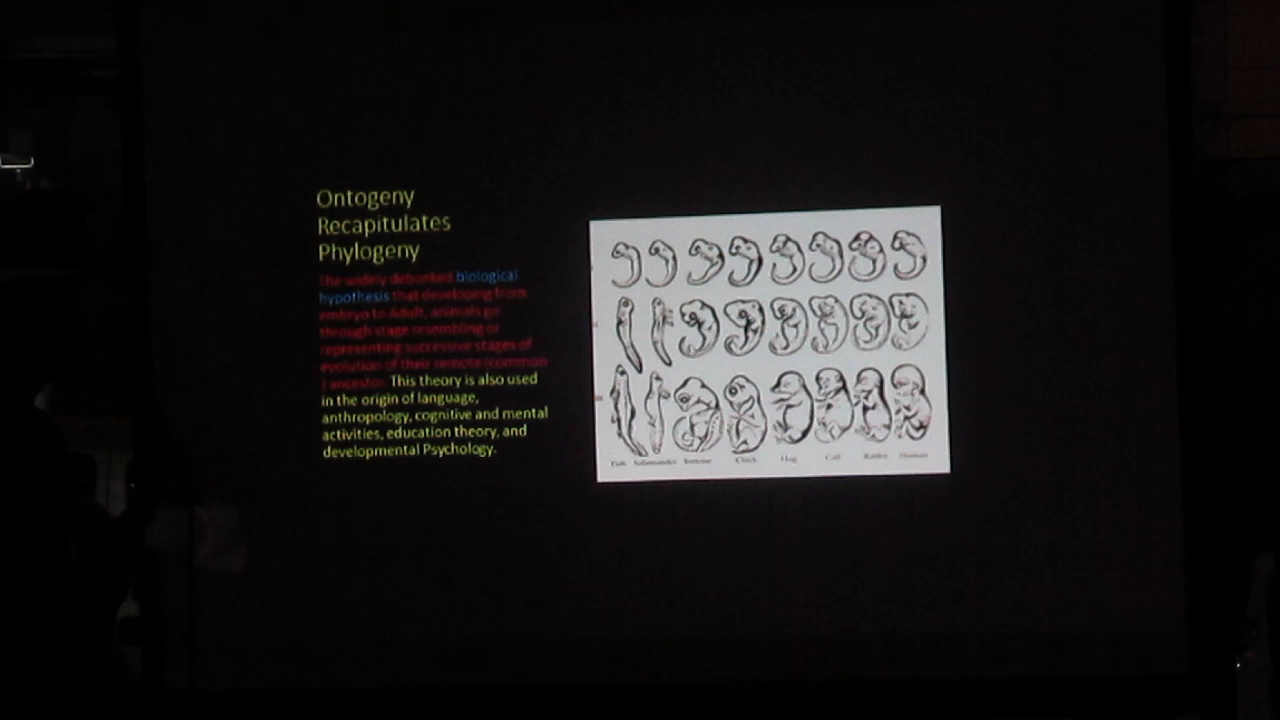 Ontogeny
Recapitulates
Phylogeny
The widely debunked biological
hypothesis that developing from
embryo to Adult, animals go
through stage resembling or
representing successive stages of
evolution of their remote (common
) ancestor. This theory is also used
in the origin of language,
anthropology, cognitive and mental
activities, education theory, and
developmental Psychology.
Fish Salamander Tortoise Chick Hog Calf Rabbit Human